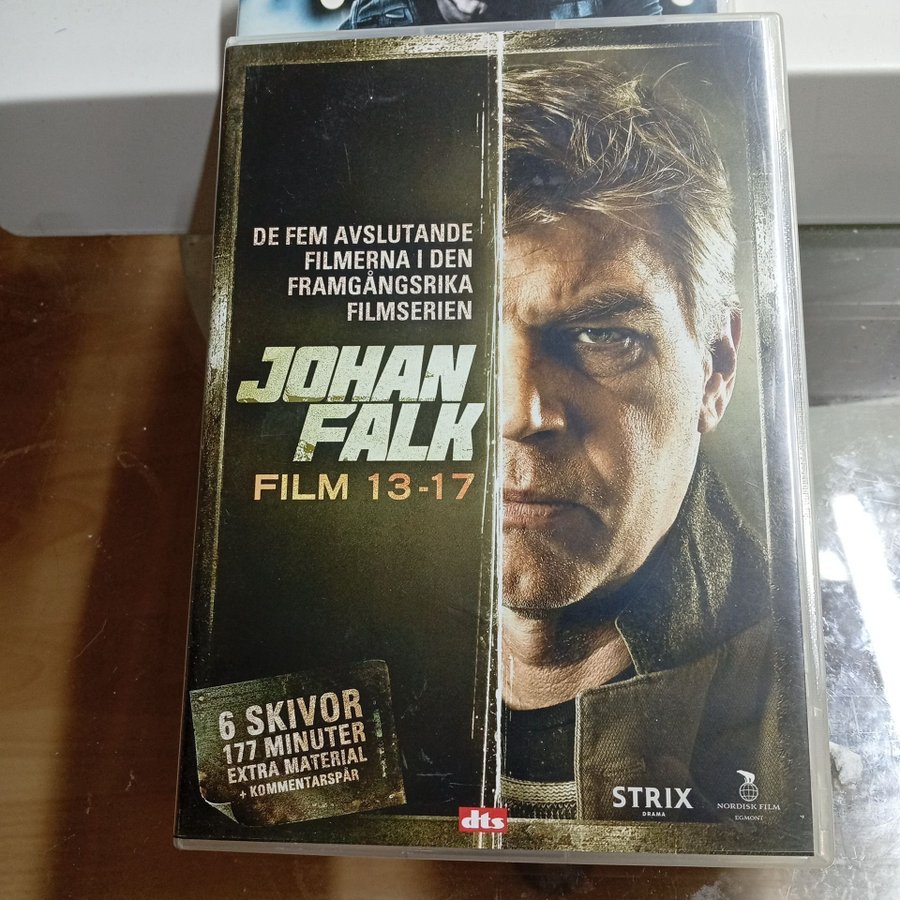 DE FEM AVSLUTANDE
FILMERNA I DEN
FRAMGÅNGSRIKA
FILMSERIEN
JOHAN
FALK
FILM 13-17
6 SKIVOR
177 MINUTER
EXTRA MATERIAL
+ KOMMENTARSPÅR
dts
STRIX
DRAMA
NORDISK FILM
EGMONT